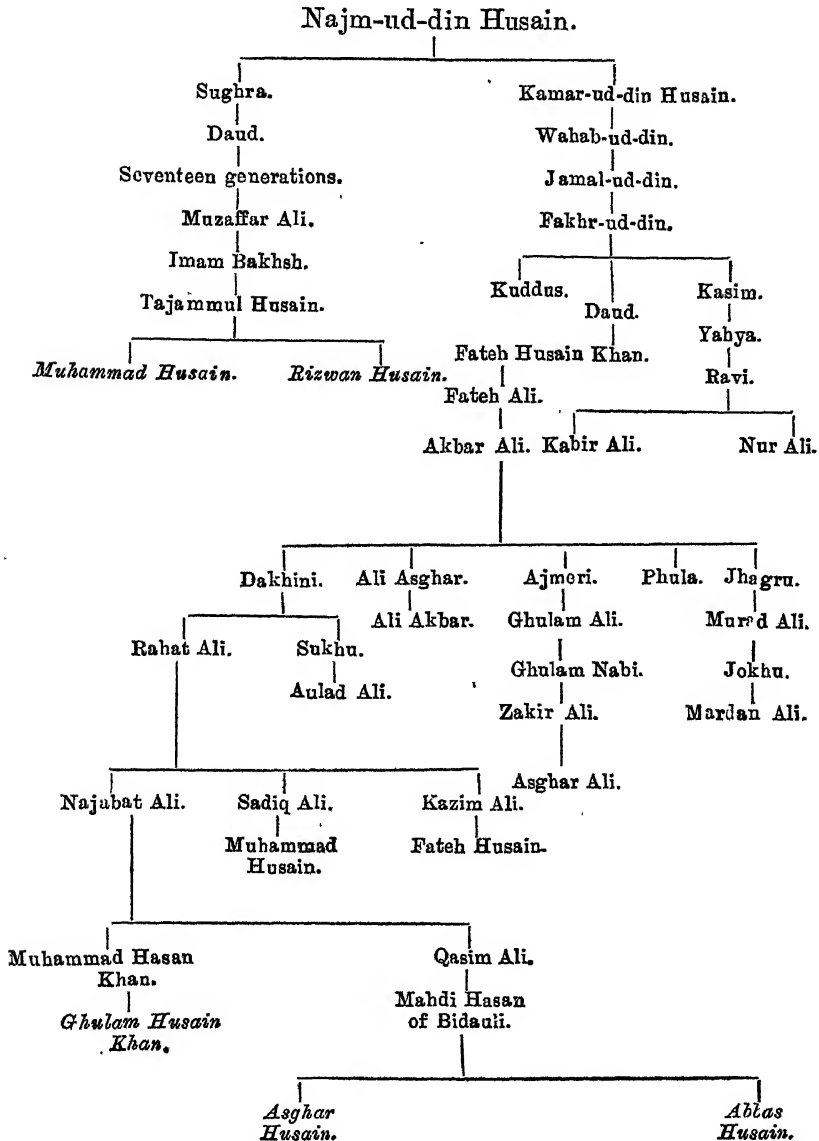 Najm-ud-din Husain.
Sughra.
Kamar-ud-din Husain.
Daud.
Wahab-ud-din.
Seventeen generations.
Jamal-ud-din.
Muzaffar Ali.
Fakhr-ud-din.
Imam Bakhsh.
Kuddus.
Kasim.
Tajammul Husain.
Daud.
Yahya.
Fateh Husain Khan.
Muhammad Husain.
Rizwan Husain.
Ravi.
Fateh Ali.
Akbar Ali.
Kabir Ali.
Nur Ali.
Dakhini.
Ali Asghar.
Ajmeri.
Phula.
Jhagru.
Ali Akbar.
Ghulam Ali.
Murad Ali.
Rahat Ali.
Sukhu.
Ghulam Nabi.
Jokhu.
Aulad Ali.
Zakir Ali.
Mardan Ali.
Asghar Ali.
Najabat Ali.
Sadiq Ali.
Kazim Ali.
Muhammad
Husain.
Fateh Husain.
Muhammad Hasan
Khan.
Qasim Ali.
Ghulam Husain
Khan.
Mahdi Hasan
of Bidauli.
Asghar
Husain.
Abbas
Husain.